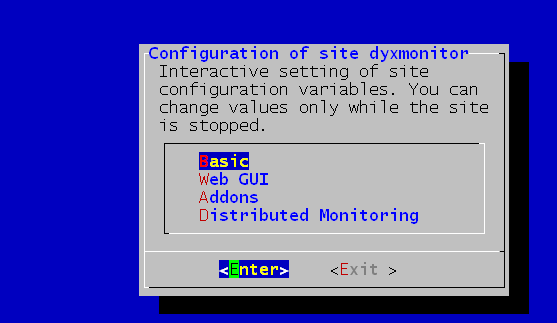 Configuration of site dyxmonitor
Interactive setting of site
configuration variables. You can
change values only while the site
is stopped.
Basic
Web GUI
Addons
Distributed Monitoring
<Enter> <Exit >